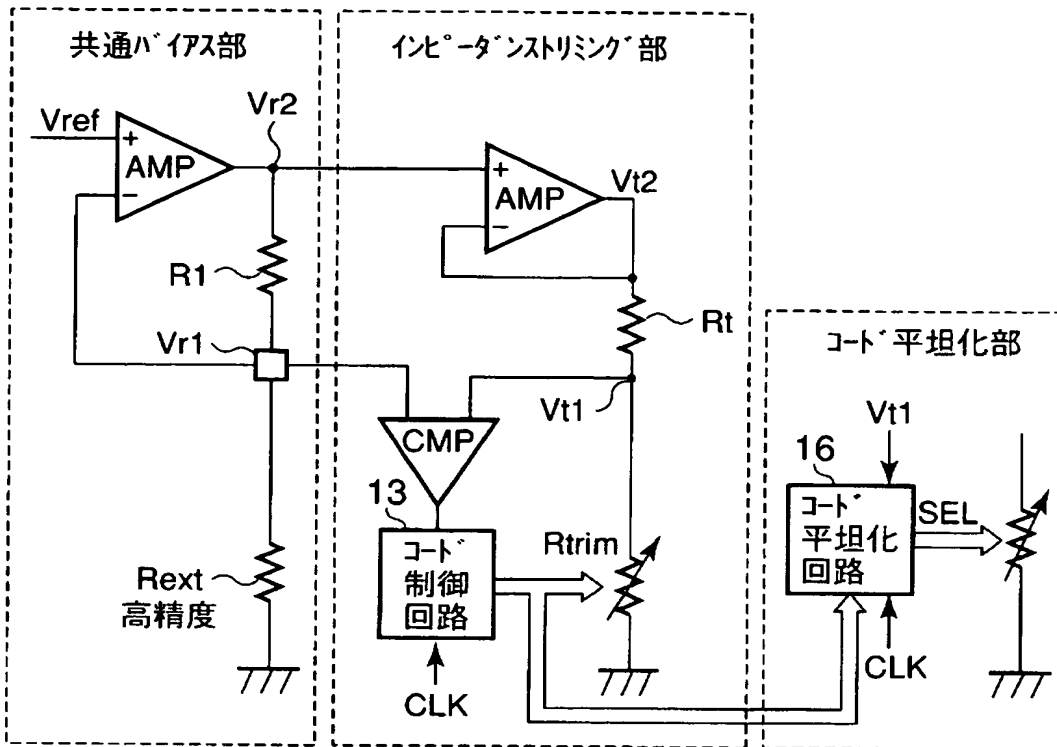 共通バイアス部
Vref
+
AMP
−
Vr2
R1
Vr1
Rext
高精度
インピーダンストリミング部
+
AMP
−
Vt2
Rt
Vt1
CMP
13
コード
制御
回路
CLK
Rtrim
コード平坦化部
Vt1
16
コード
平坦化
回路
SEL
CLK